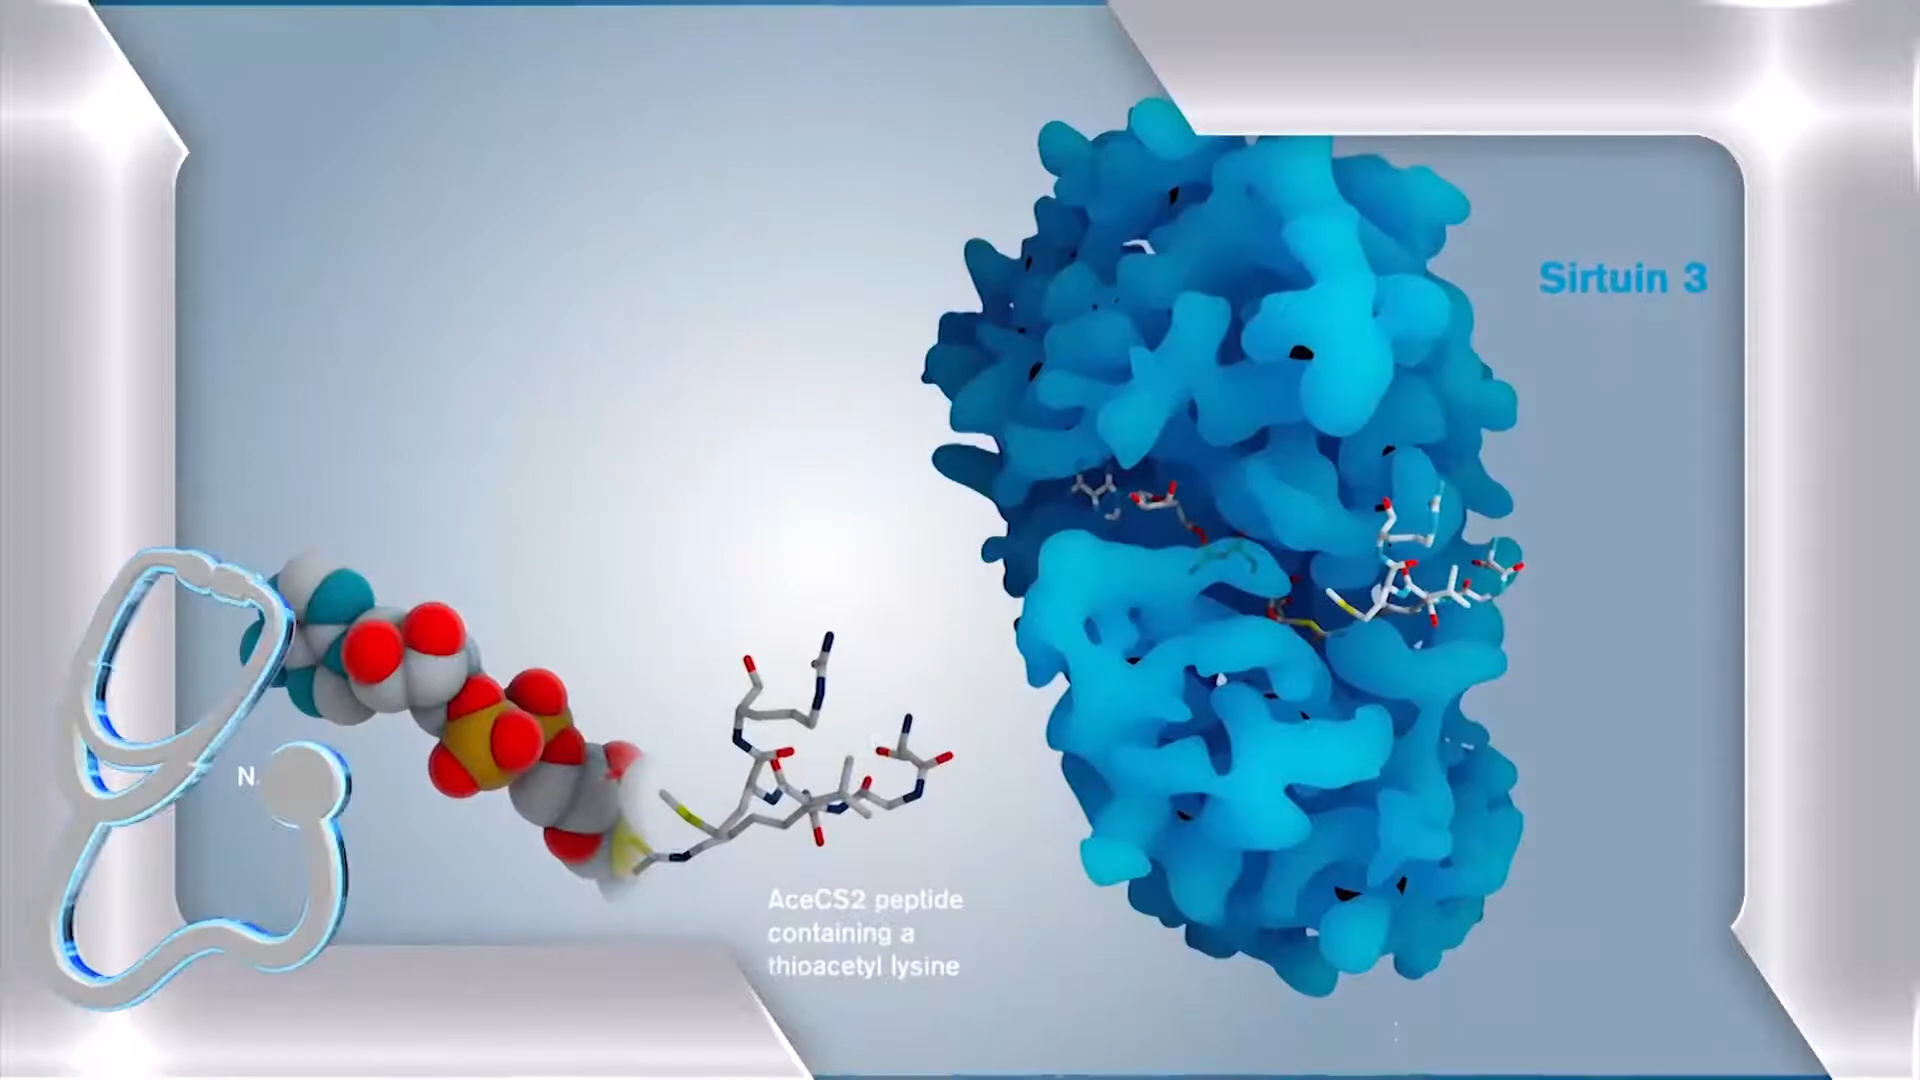 Sirtuin 3
N
AceCS2 peptide
containing a
thioacetyl lysine